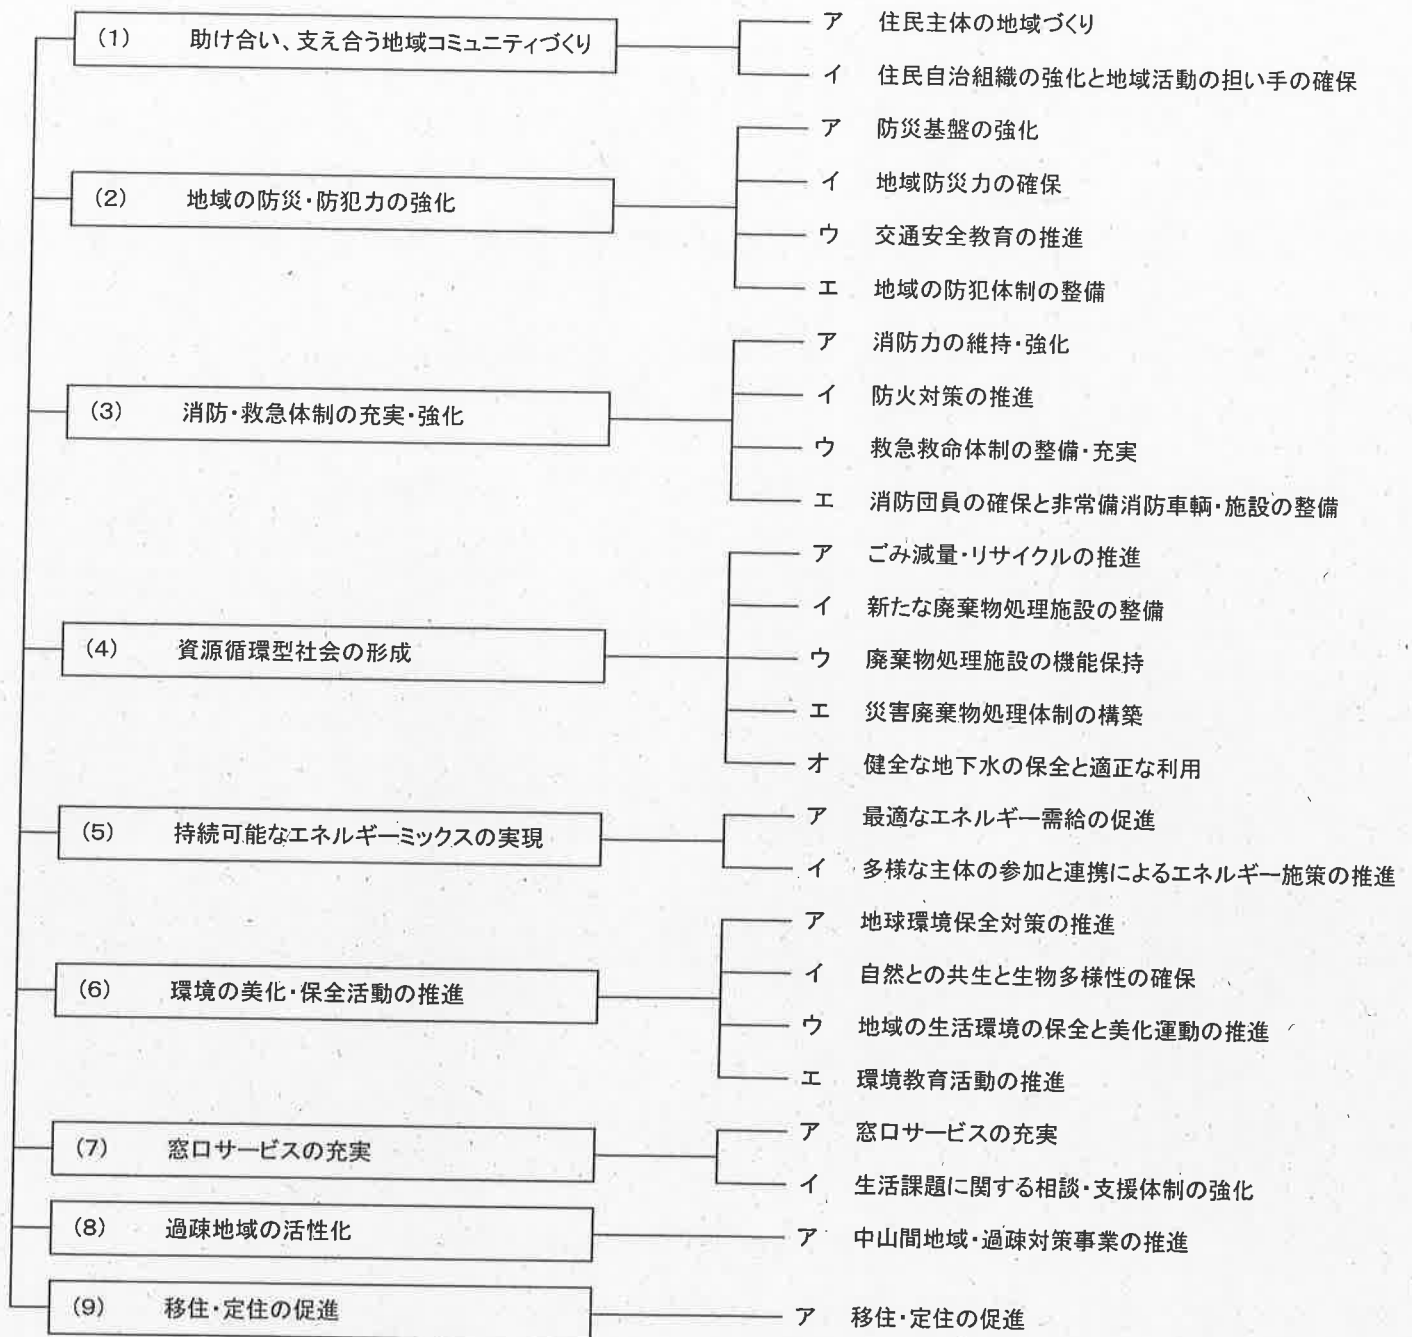 (1) 助け合い、支え合う地域コミュニティづくり
ア 住民主体の地域づくり
イ 住民自治組織の強化と地域活動の担い手の確保
(2) 地域の防災・防犯力の強化
ア 防災基盤の強化
イ 地域防災力の確保
ウ 交通安全教育の推進
エ 地域の防犯体制の整備
(3) 消防・救急体制の充実・強化
ア 消防力の維持・強化
イ 防火対策の推進
ウ 救急救命体制の整備・充実
エ 消防団員の確保と非常備消防車輌・施設の整備
(4) 資源循環型社会の形成
ア ごみ減量・リサイクルの推進
イ 新たな廃棄物処理施設の整備
ウ 廃棄物処理施設の機能保持
エ 災害廃棄物処理体制の構築
オ 健全な地下水の保全と適正な利用
(5) 持続可能なエネルギーミックスの実現
ア 最適なエネルギー需給の促進
イ 多様な主体の参加と連携によるエネルギー施策の推進
(6) 環境の美化・保全活動の推進
ア 地球環境保全対策の推進
イ 自然との共生と生物多様性の確保
ウ 地域の生活環境の保全と美化運動の推進
エ 環境教育活動の推進
(7) 窓口サービスの充実
ア 窓口サービスの充実
イ 生活課題に関する相談・支援体制の強化
(8) 過疎地域の活性化
ア 中山間地域・過疎対策事業の推進
(9) 移住・定住の促進
ア 移住・定住の促進